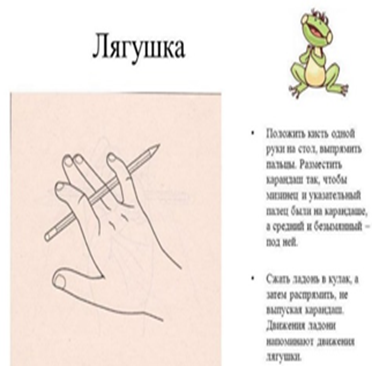 Лягушка
• Положить кисть одной
руки на стол, выпрямить
пальцы. Разместить
карандаш так, чтобы
мизинец и указательный
палец были на карандаше,
а средний и безымянный –
под ней.
• Сжать ладонь в кулак, а
затем распрямить, не
выпуская карандаш.
Движения ладони
напоминают движения
лягушки.